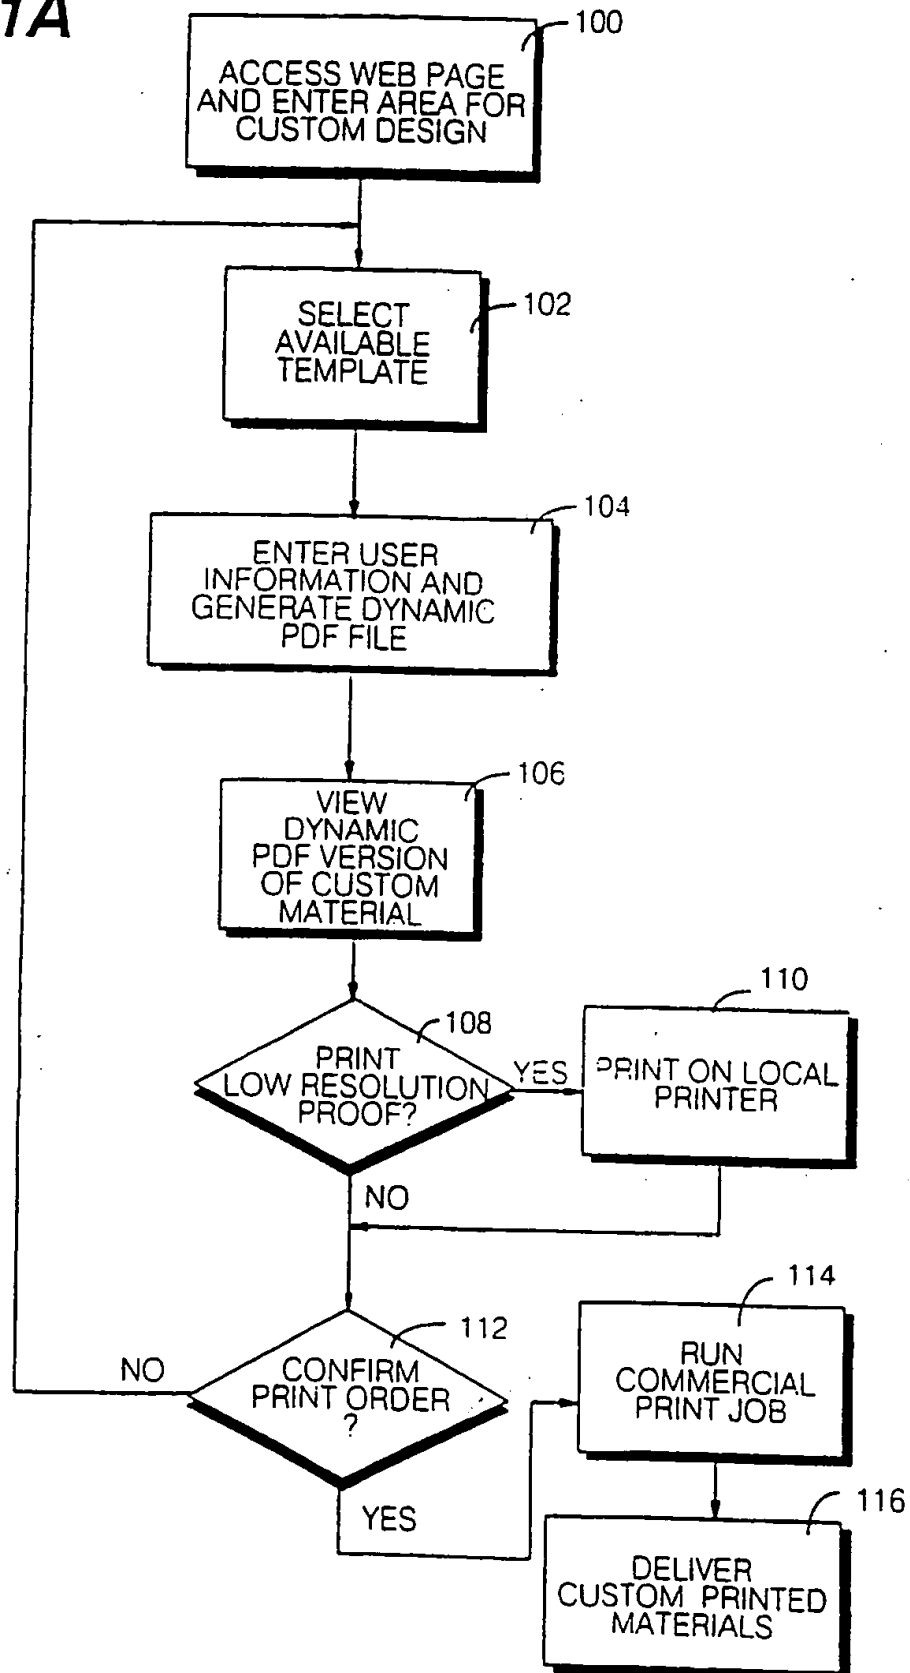 1A
100
ACCESS WEB PAGE
AND ENTER AREA FOR
CUSTOM DESIGN
102
SELECT
AVAILABLE
TEMPLATE
104
ENTER USER
INFORMATION AND
GENERATE DYNAMIC
PDF FILE
106
VIEW
DYNAMIC
PDF VERSION
OF CUSTOM
MATERIAL
108
PRINT
LOW RESOLUTION
PROOF?
YES
110
PRINT ON LOCAL
PRINTER
NO
112
CONFIRM
PRINT ORDER
?
NO
YES
114
RUN
COMMERCIAL
PRINT JOB
116
DELIVER
CUSTOM PRINTED
MATERIALS